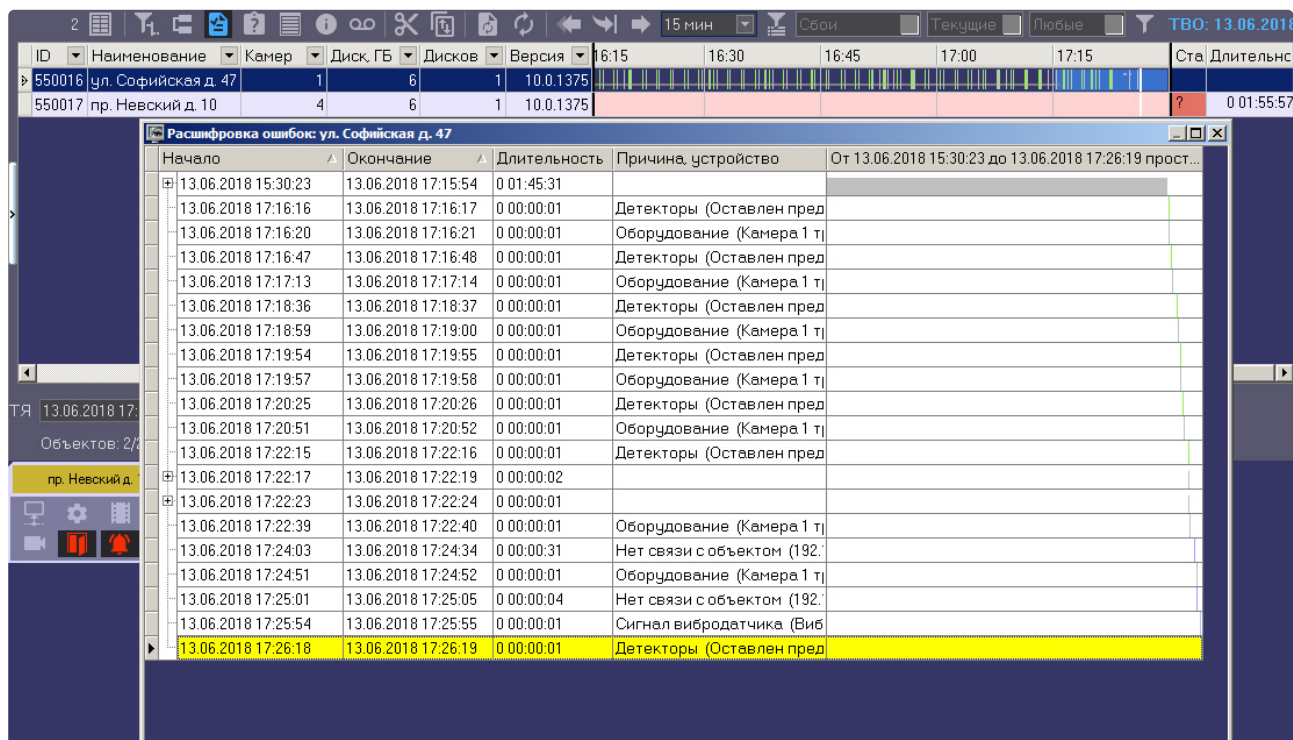 2 15 мин Сбои Текущие Любые ТВО: 13.06.2018
ID Наименование Камер Диск, ГБ Дисков Версия 16:15 16:30 16:45 17:00 17:15 Ста Длительнс
550016 ул. Софийская д. 47 1 6 1 10.0.1375
550017 пр. Невский д. 10 4 6 1 10.0.1375 ? 0 01:55:57
Расшифровка ошибок: ул. Софийская д. 47
Начало Окончание Длительность Причина, устройство От 13.06.2018 15:30:23 до 13.06.2018 17:26:19 прост...
13.06.2018 15:30:23 13.06.2018 17:15:54 0 01:45:31
13.06.2018 17:16:16 13.06.2018 17:16:17 0 00:00:01 Детекторы (Оставлен пред
13.06.2018 17:16:20 13.06.2018 17:16:21 0 00:00:01 Оборудование (Камера 1 тр
13.06.2018 17:16:47 13.06.2018 17:16:48 0 00:00:01 Детекторы (Оставлен пред
13.06.2018 17:17:13 13.06.2018 17:17:14 0 00:00:01 Оборудование (Камера 1 тр
13.06.2018 17:18:36 13.06.2018 17:18:37 0 00:00:01 Детекторы (Оставлен пред
13.06.2018 17:18:59 13.06.2018 17:19:00 0 00:00:01 Оборудование (Камера 1 тр
13.06.2018 17:19:54 13.06.2018 17:19:55 0 00:00:01 Детекторы (Оставлен пред
13.06.2018 17:19:57 13.06.2018 17:19:58 0 00:00:01 Оборудование (Камера 1 тр
13.06.2018 17:20:25 13.06.2018 17:20:26 0 00:00:01 Детекторы (Оставлен пред
13.06.2018 17:20:51 13.06.2018 17:20:52 0 00:00:01 Оборудование (Камера 1 тр
13.06.2018 17:22:15 13.06.2018 17:22:16 0 00:00:01 Детекторы (Оставлен пред
13.06.2018 17:22:17 13.06.2018 17:22:19 0 00:00:02
13.06.2018 17:22:23 13.06.2018 17:22:24 0 00:00:01
13.06.2018 17:22:39 13.06.2018 17:22:40 0 00:00:01 Оборудование (Камера 1 тр
13.06.2018 17:24:03 13.06.2018 17:24:34 0 00:00:31 Нет связи с объектом (192.
13.06.2018 17:24:51 13.06.2018 17:24:52 0 00:00:01 Оборудование (Камера 1 тр
13.06.2018 17:25:01 13.06.2018 17:25:05 0 00:00:04 Нет связи с объектом (192.
13.06.2018 17:25:54 13.06.2018 17:25:55 0 00:00:01 Сигнал вибродатчика (Виб
13.06.2018 17:26:18 13.06.2018 17:26:19 0 00:00:01 Детекторы (Оставлен пред
ТЯ 13.06.2018 17:
Объектов: 2/2
пр. Невский д.